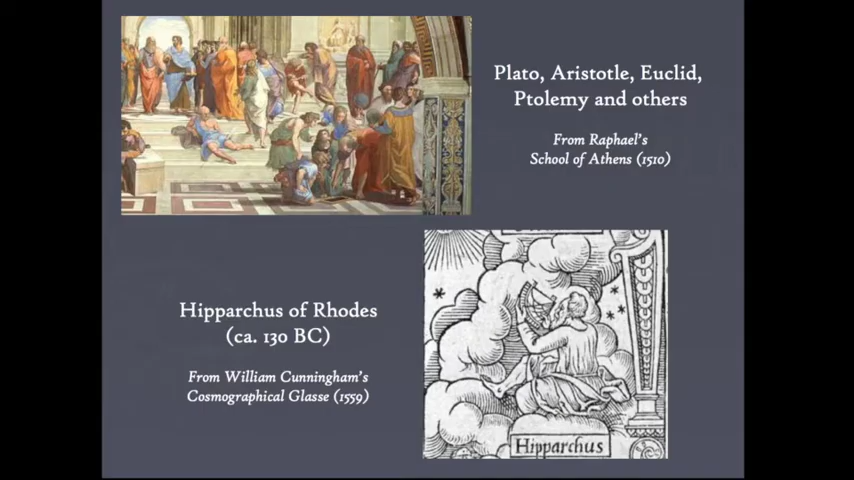 Plato, Aristotle, Euclid,
Ptolemy and others
From Raphael's
School of Athens (1510)
Hipparchus of Rhodes
(ca. 130 BC)
From William Cunningham's
Cosmographical Glasse (1559)
Hipparchus